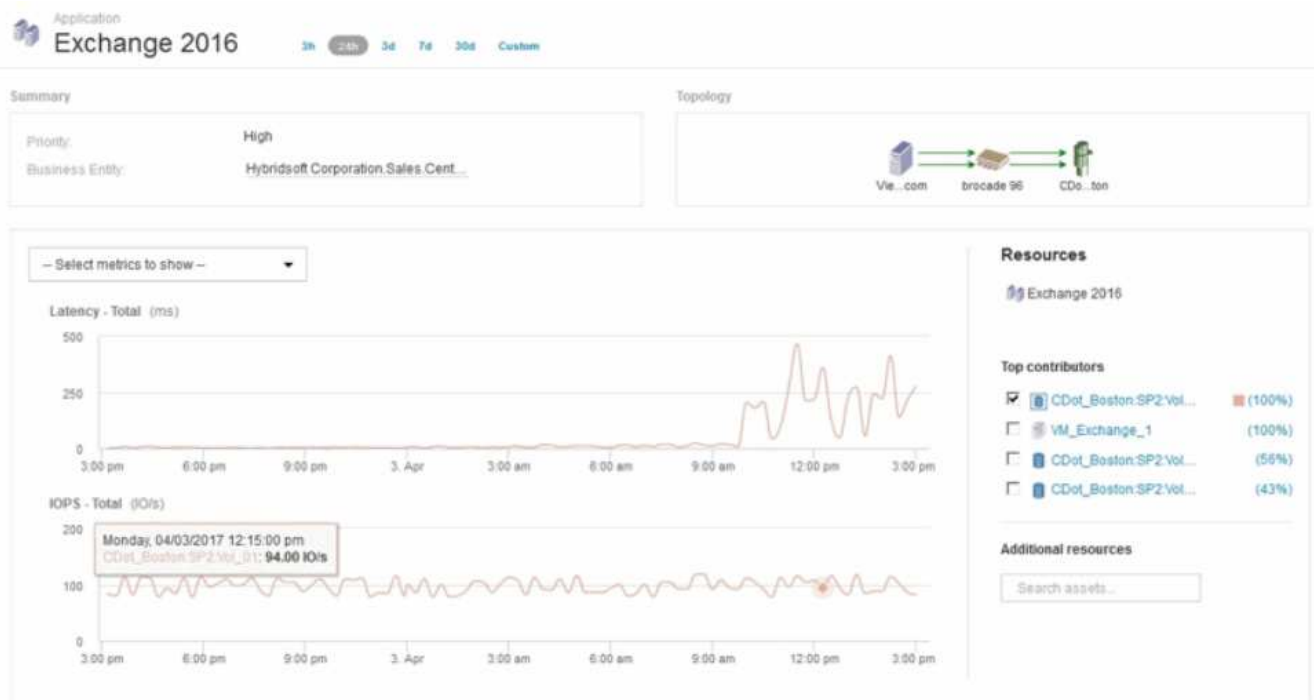 Application
Exchange 2016
3h 24h 3d 7d 30d Custom
Summary
Priority: High
Business Entity: Hybridsoft Corporation.Sales.Cent...
Topology
Vie...com brocade 96 CDo...ton
-- Select metrics to show --
Latency - Total (ms)
500
250
0
3:00 pm 6:00 pm 9:00 pm 3. Apr 3:00 am 6:00 am 9:00 am 12:00 pm 3:00 pm
IOPS - Total (IO/s)
200
Monday, 04/03/2017 12:15:00 pm
CDot_Boston:SP2:Vol_01: 94.00 IO/s
100
0
3:00 pm 6:00 pm 9:00 pm 3. Apr 3:00 am 6:00 am 9:00 am 12:00 pm 3:00 pm
Resources
Exchange 2016
Top contributors
CDot_Boston:SP2:Vol... (100%)
VM_Exchange_1 (100%)
CDot_Boston:SP2:Vol... (56%)
CDot_Boston:SP2:Vol... (43%)
Additional resources
Search assets...